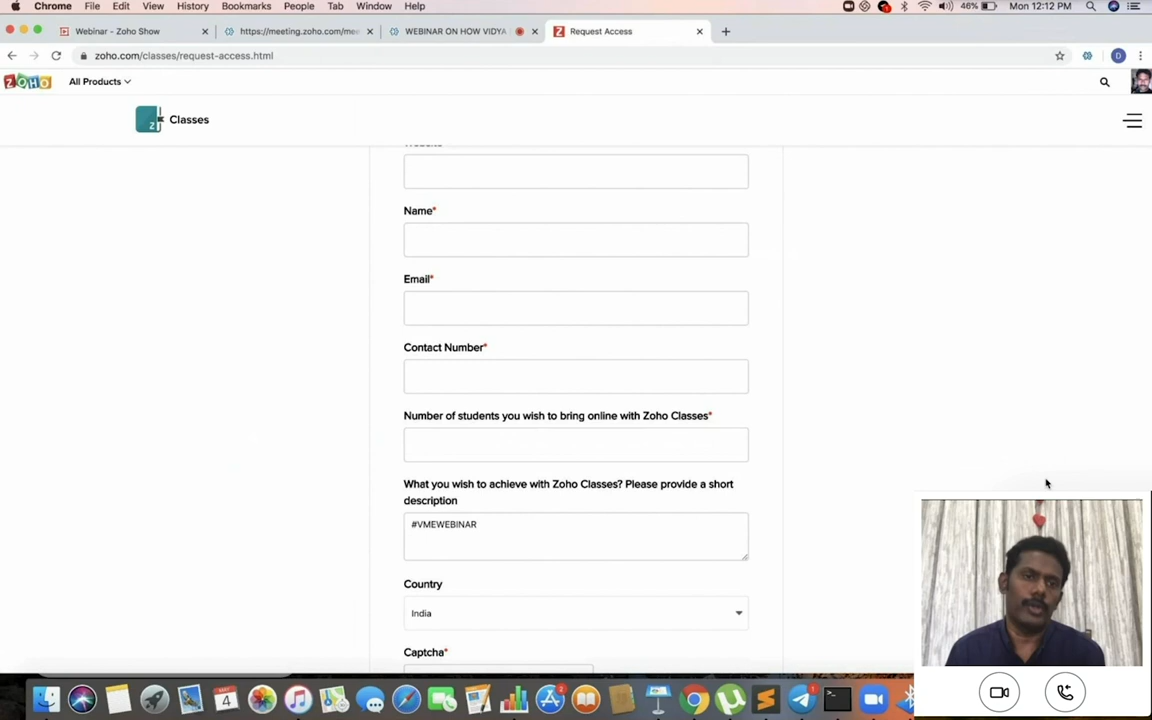 Chrome File Edit View History Bookmarks People Tab Window Help 46% Mon 12:12 PM
Webinar - Zoho Show https://meeting.zoho.com/mee WEBINAR ON HOW VIDYA Request Access
zoho.com/classes/request-access.html D
ZOHO All Products
Z Classes
Name*
Email*
Contact Number*
Number of students you wish to bring online with Zoho Classes*
What you wish to achieve with Zoho Classes? Please provide a short
description
#VMEWEBINAR
Country
India
Captcha*
4